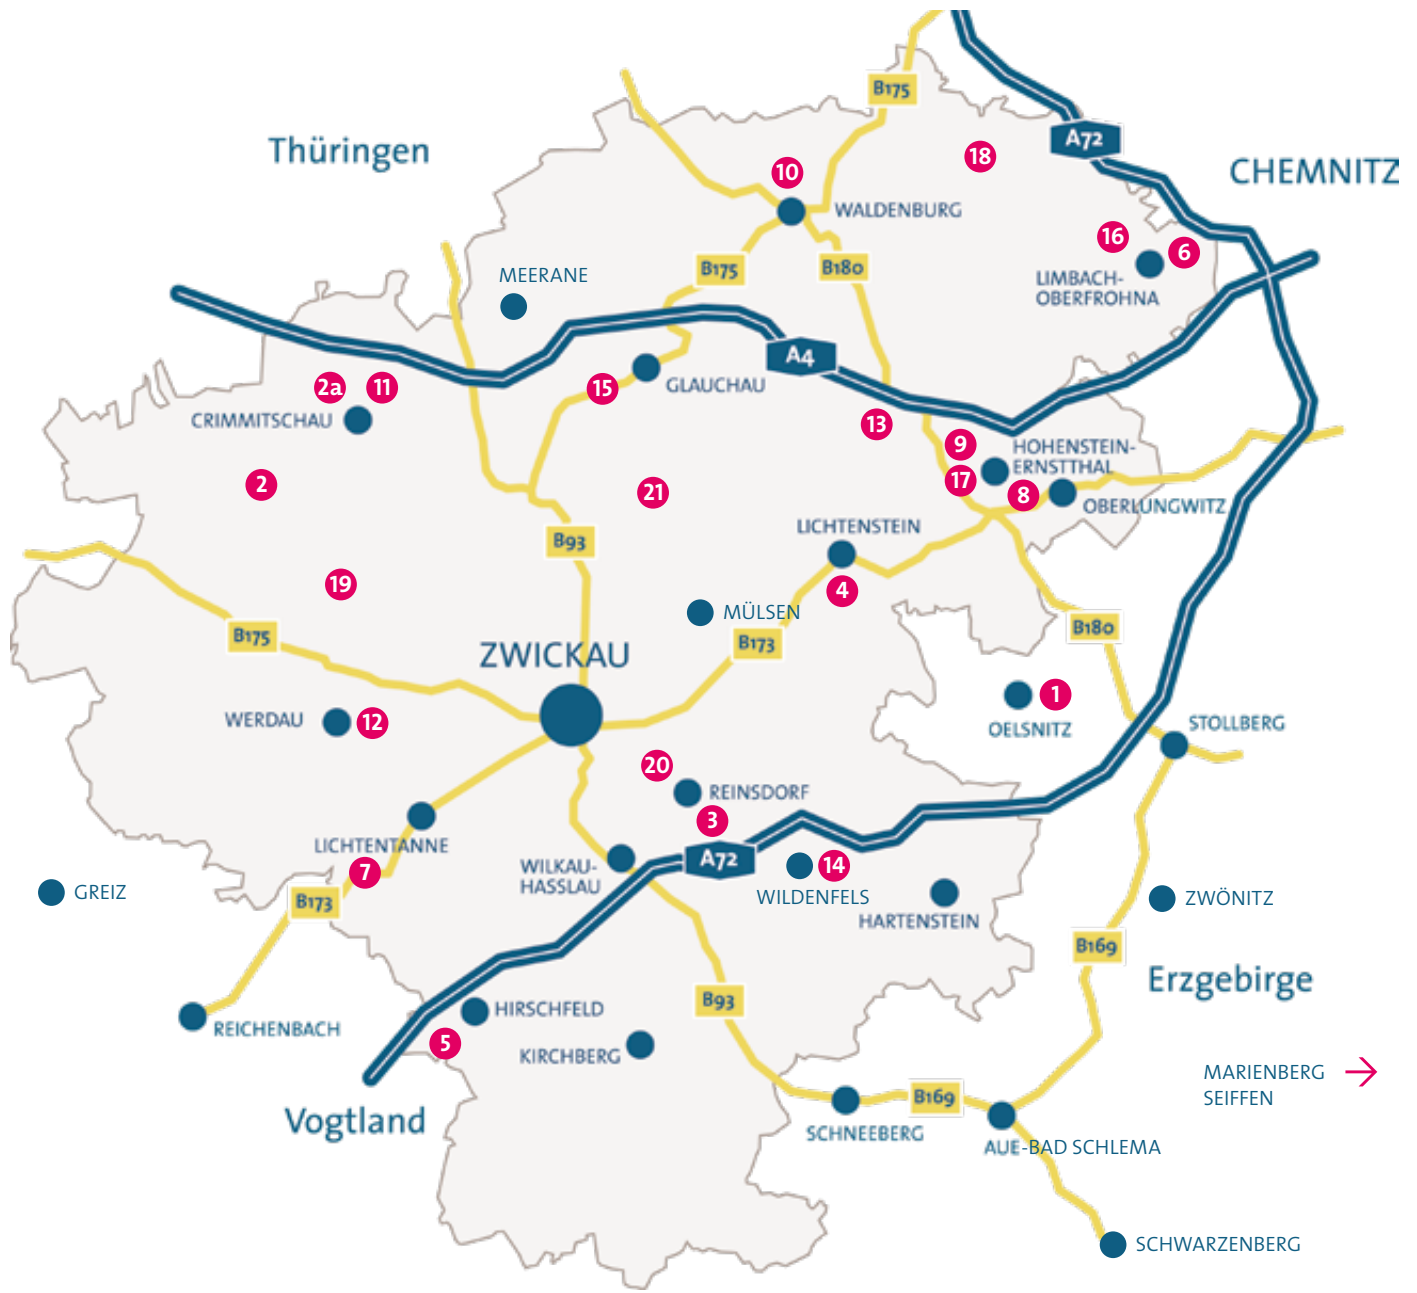 B175
A72
Thüringen
18
CHEMNITZ
10
WALDENBURG
16
6
B175
B180
MEERANE
LIMBACH-
OBERFROHNA
A4
2a
11
15
GLAUCHAU
CRIMMITSCHAU
13
9
HOHENSTEIN-
ERNSTTHAL
17
2
21
8
OBERLUNGWITZ
LICHTENSTEIN
B93
19
4
MÜLSEN
B175
B173
B180
ZWICKAU
1
WERDAU
12
OELSNITZ
STOLLBERG
20
REINSDORF
3
LICHTENTANNE
A72
7
WILKAU-
HASSLAU
14
WILDENFELS
GREIZ
B173
HARTENSTEIN
ZWÖNITZ
B169
Erzgebirge
B93
HIRSCHFELD
REICHENBACH
5
KIRCHBERG
MARIENBERG
SEIFFEN
B169
Vogtland
SCHNEEBERG
AUE-BAD SCHLEMA
SCHWARZENBERG